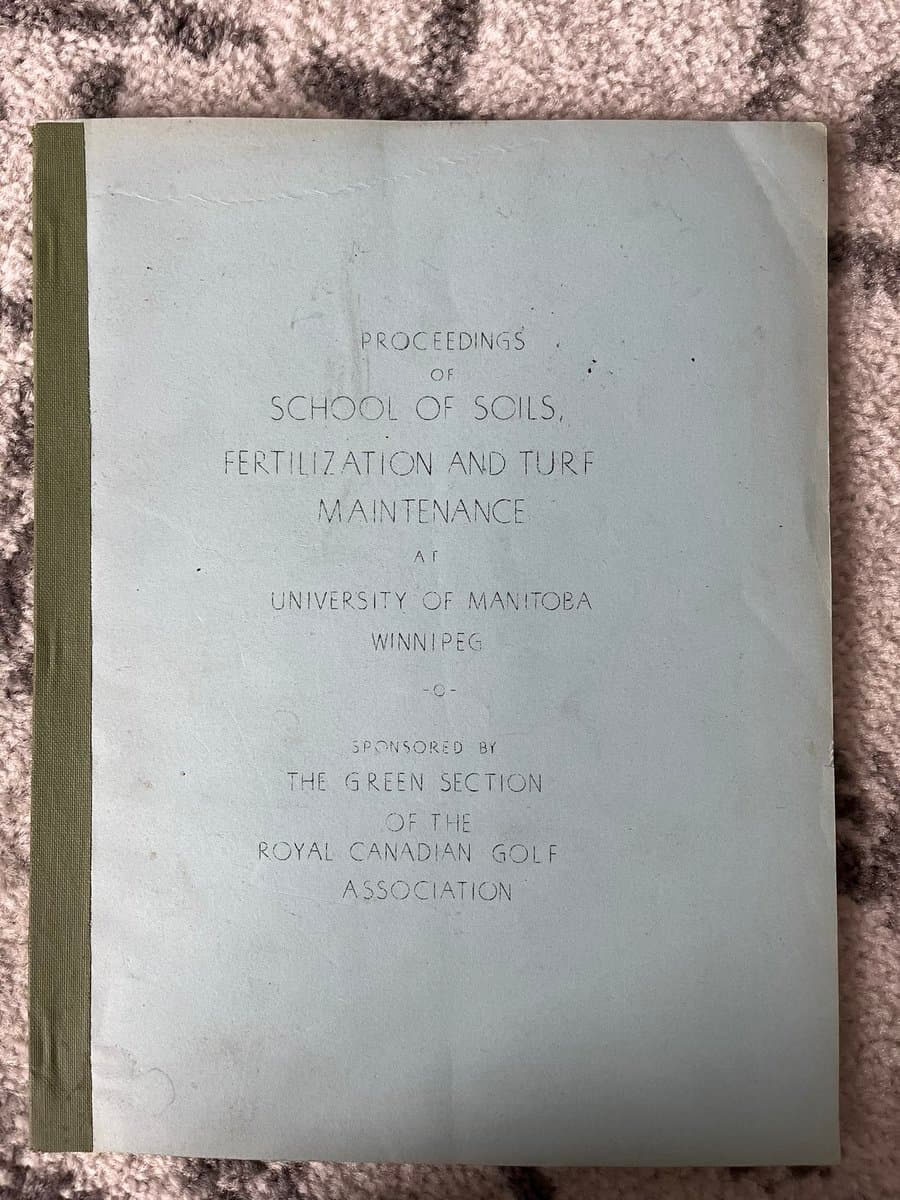 PROCEEDINGS
OF
SCHOOL OF SOILS,
FERTILIZATION AND TURF
MAINTENANCE
AT
UNIVERSITY OF MANITOBA
WINNIPEG
-O-
SPONSORED BY
THE GREEN SECTION
OF THE
ROYAL CANADIAN GOLF
ASSOCIATION